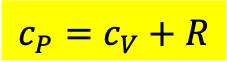 c_P = c_V + R